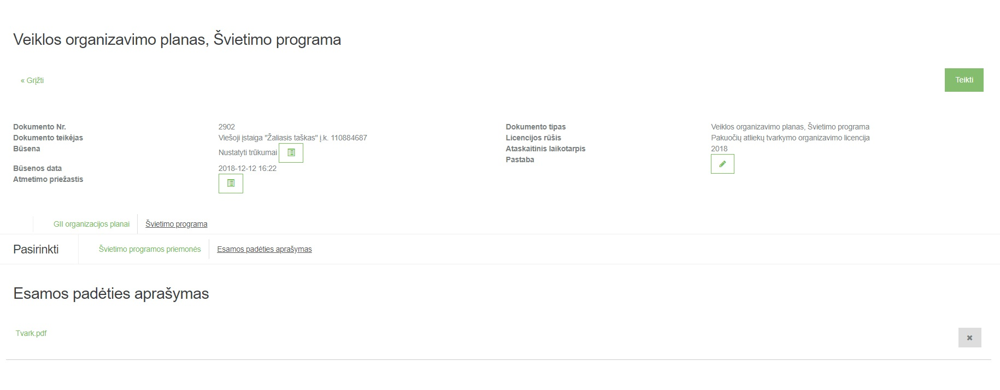 Veiklos organizavimo planas, Švietimo programa
« Grįžti
Teikti
Dokumento Nr. 2902
Dokumento teikėjas Viešoji įstaiga "Žaliasis taškas" į.k. 110884687
Būsena Nustatyti trūkumai
Būsenos data 2018-12-12 16:22
Atmetimo priežastis
Dokumento tipas Veiklos organizavimo planas, Švietimo programa
Licencijos rūšis Pakuočių atliekų tvarkymo organizavimo licencija
Ataskaitinis laikotarpis 2018
Pastaba
GII organizacijos planai Švietimo programa
Pasirinkti Švietimo programos priemonės Esamos padėties aprašymas
Esamos padėties aprašymas
Tvark.pdf